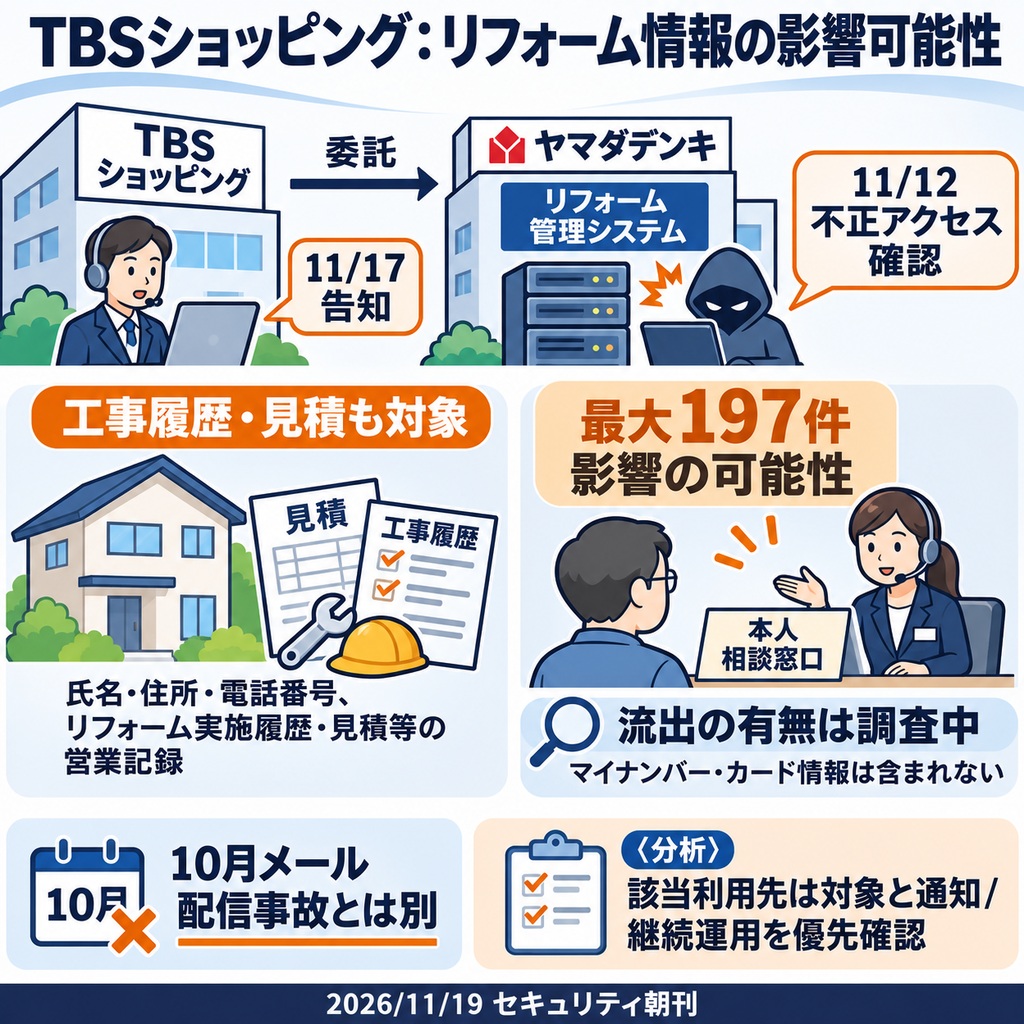 TBSショッピング：リフォーム情報の影響可能性
TBS
ショッピング
委託
ヤマダデンキ
リフォーム
管理システム
11/17
告知
11/12
不正アクセス
確認
工事履歴・見積も対象
見積
工事履歴
氏名・住所・電話番号、
リフォーム実施履歴・見積等の
営業記録
最大197件
影響の可能性
本人
相談窓口
流出の有無は調査中
マイナンバー・カード情報は含まれない
10月
10月メール
配信事故とは別
〈分析〉
該当利用先は対象と通知/
継続運用を優先確認
2026/11/19 セキュリティ朝刊